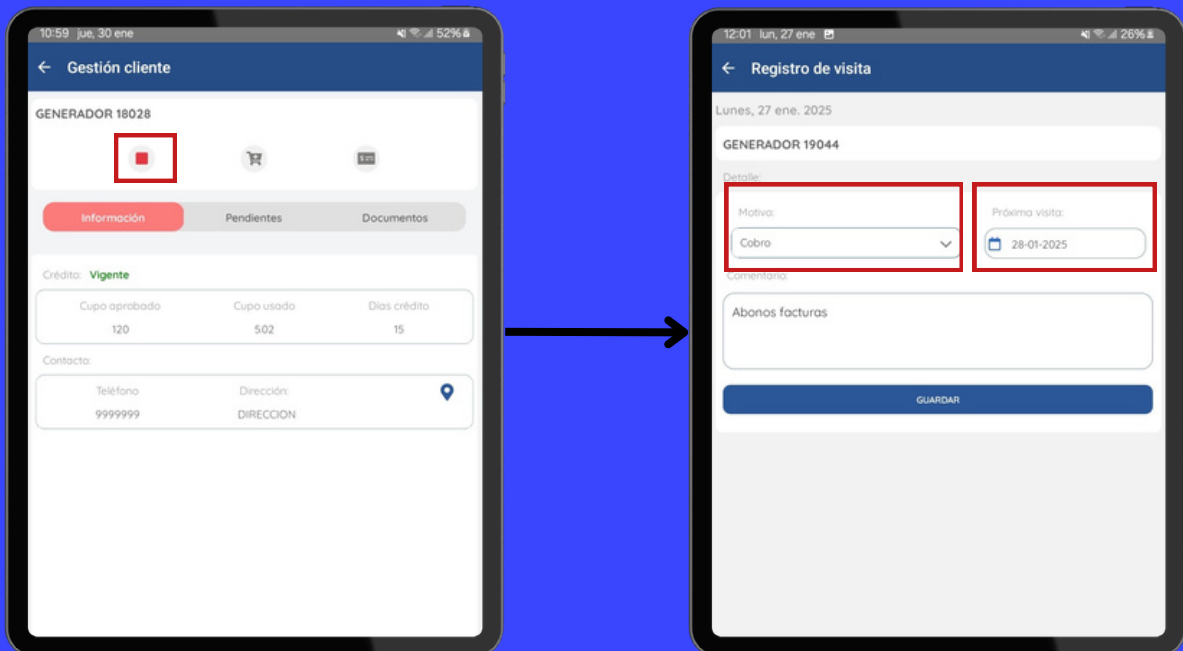 10:59 jue, 30 ene 52%
Gestión cliente
GENERADOR 18028
Información Pendientes Documentos
Crédito: Vigente
Cupo aprobado Cupo usado Días crédito
120 5.02 15
Contacto:
Teléfono Dirección:
9999999 DIRECCION
12:01 lun, 27 ene 26%
Registro de visita
Lunes, 27 ene. 2025
GENERADOR 19044
Detalle:
Motivo: Próxima visita:
Cobro 28-01-2025
Comentario:
Abonos facturas
GUARDAR